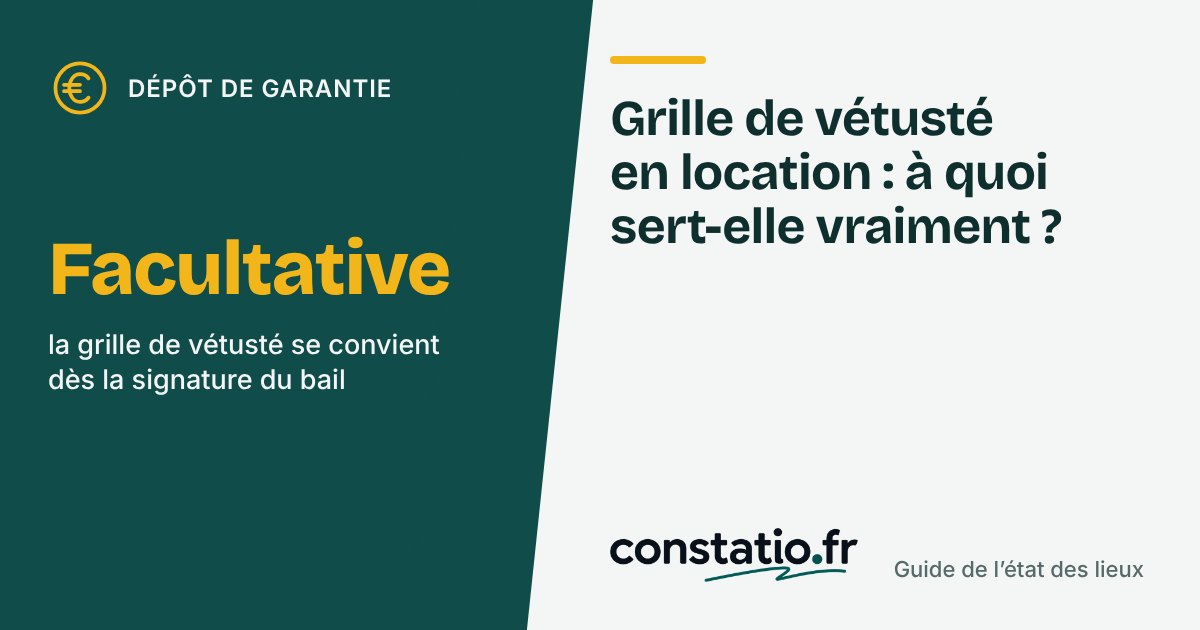 DÉPÔT DE GARANTIE
Facultative
la grille de vétusté se convient
dès la signature du bail
Grille de vétusté
en location : à quoi
sert-elle vraiment ?
constatio.fr
Guide de l’état des lieux